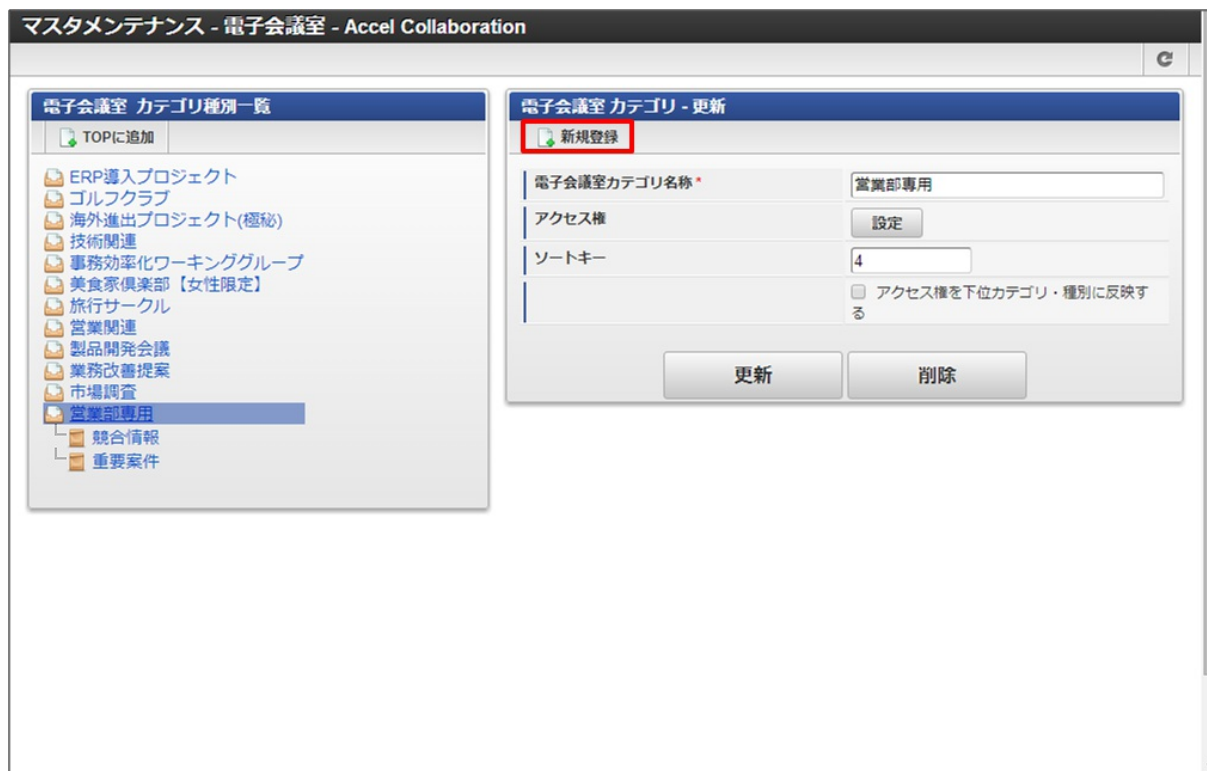 マスタメンテナンス - 電子会議室 - Accel Collaboration
電子会議室 カテゴリ種別一覧
TOPに追加
ERP導入プロジェクト
ゴルフクラブ
海外進出プロジェクト(極秘)
技術関連
事務効率化ワーキンググループ
美食家倶楽部【女性限定】
旅行サークル
営業関連
製品開発会議
業務改善提案
市場調査
営業部専用
競合情報
重要案件
電子会議室 カテゴリ - 更新
新規登録
電子会議室カテゴリ名称* 営業部専用
アクセス権 設定
ソートキー 4
アクセス権を下位カテゴリ・種別に反映す
る
更新 削除